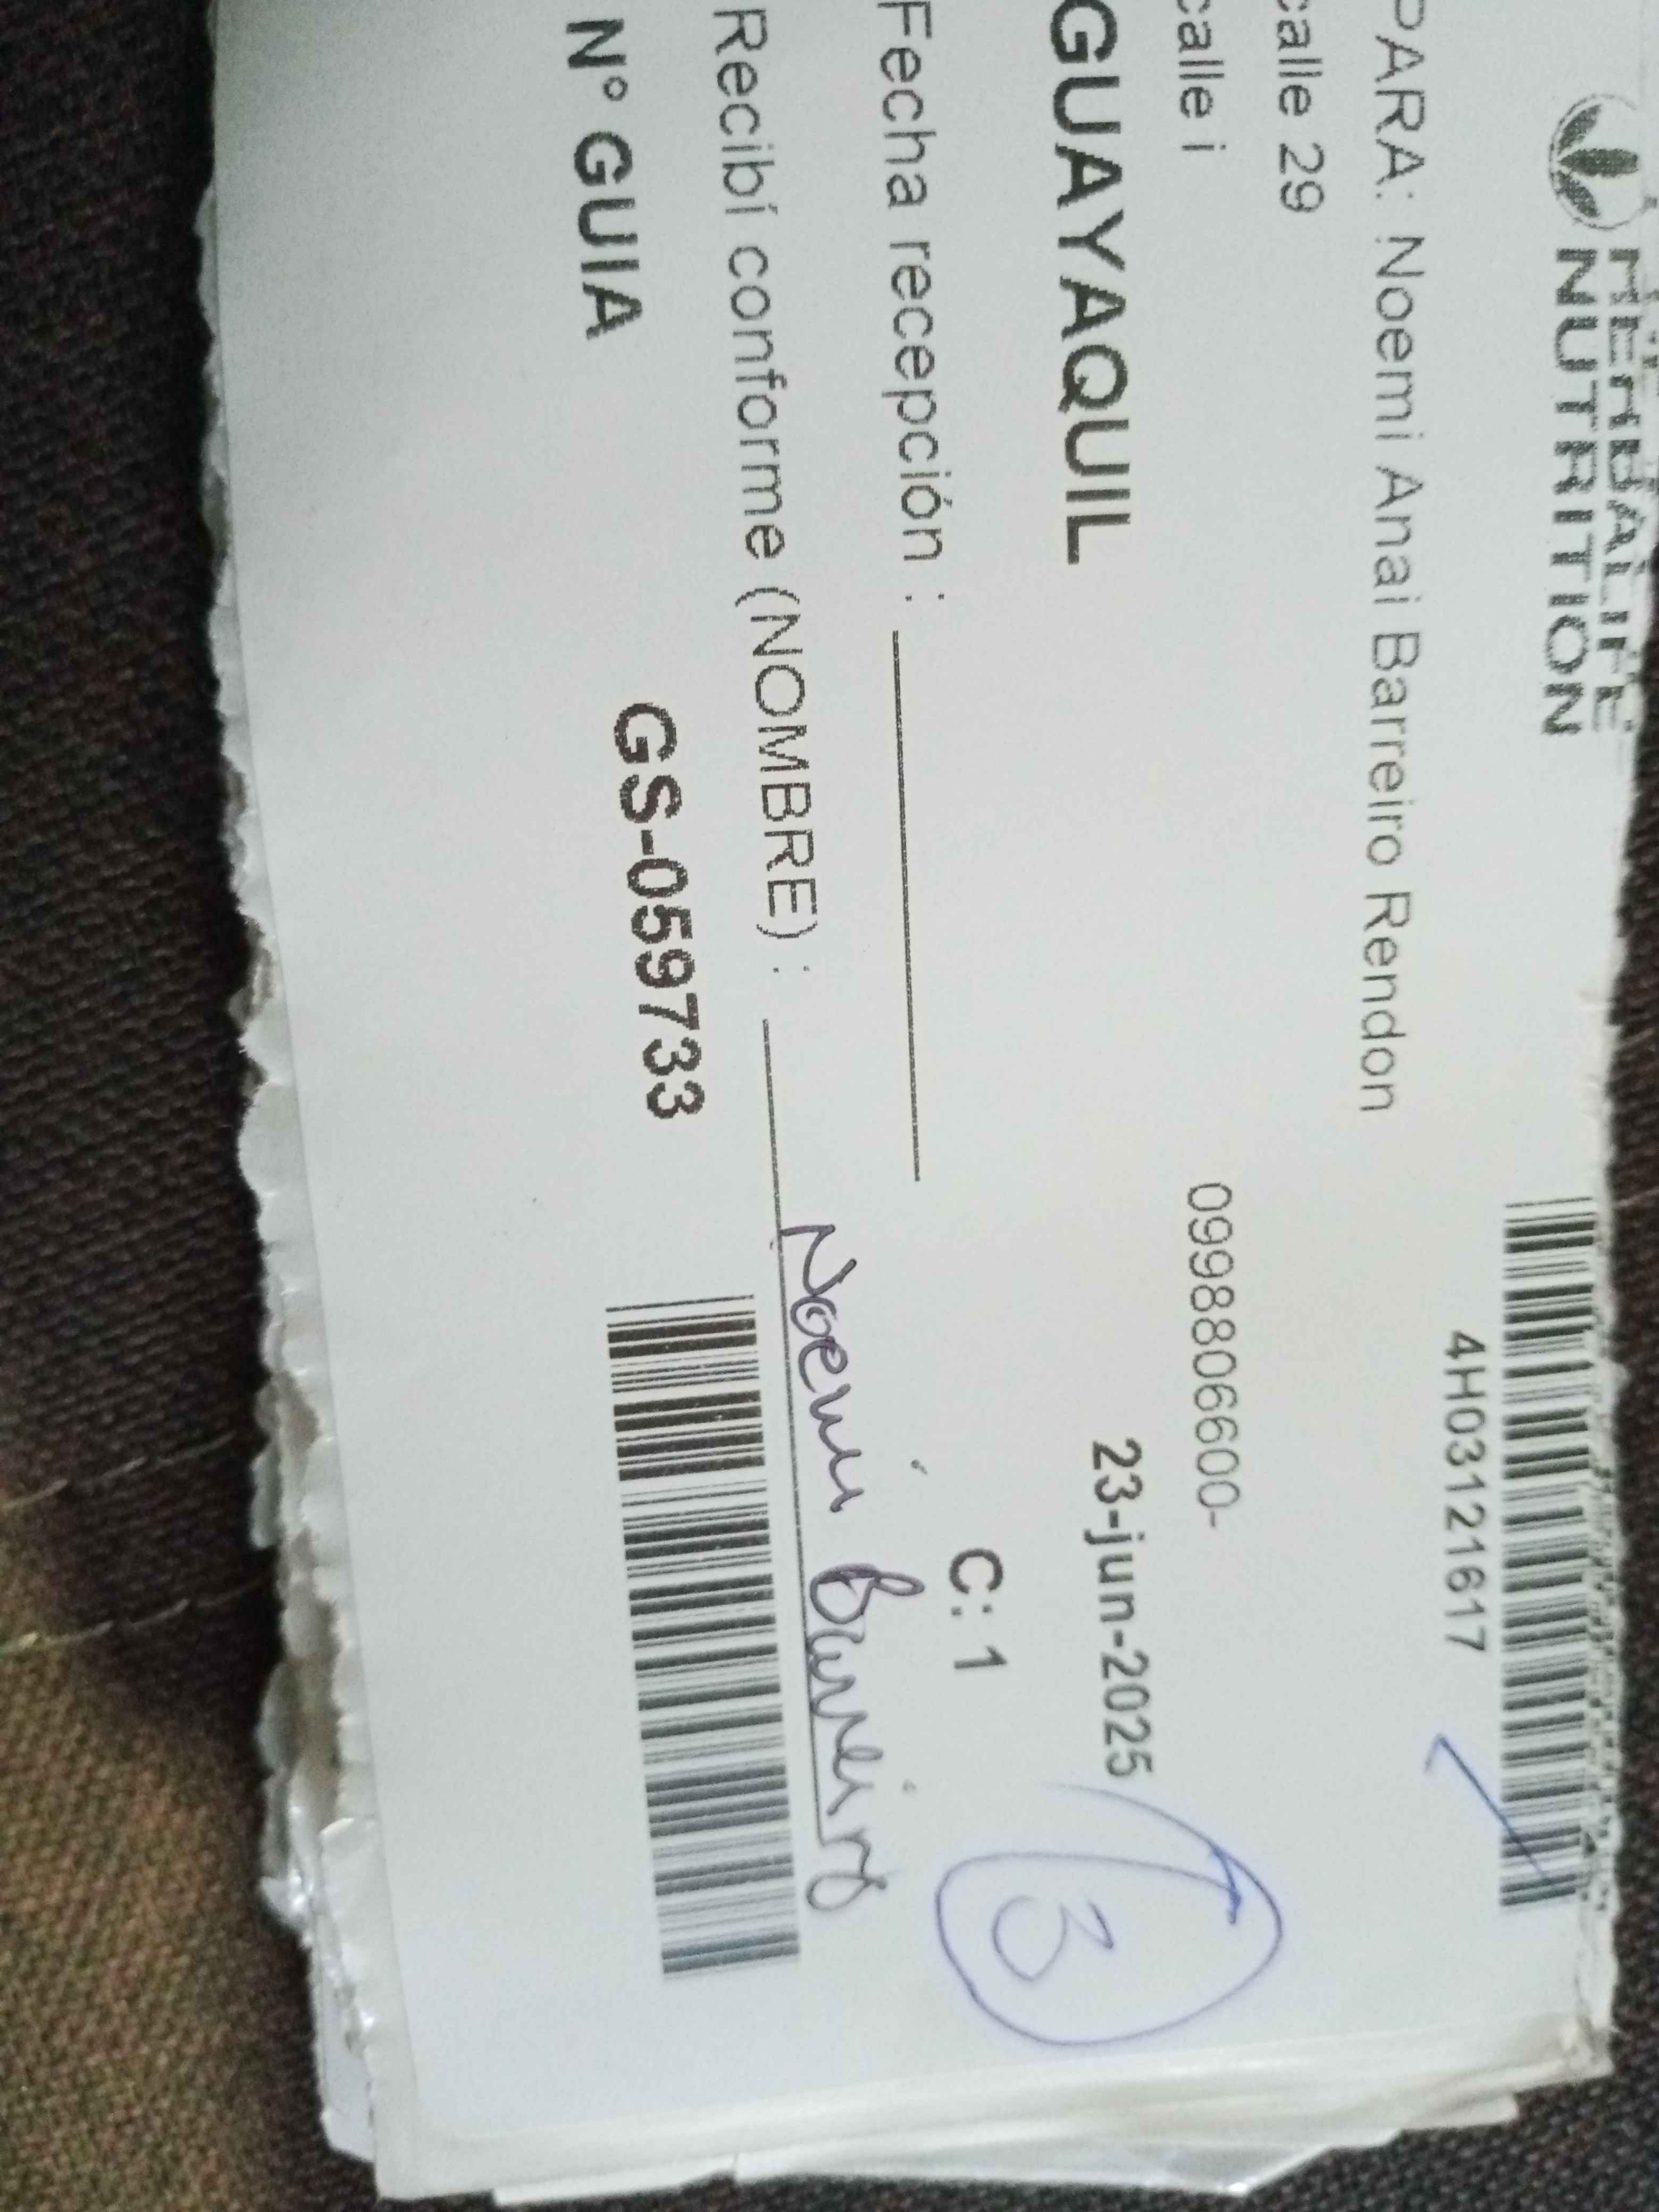 HERBALIFE
NUTRITION
4H03121617
PARA: Noemi Anai Barreiro Rendon
calle 29
calle i
0998806600-
GUAYAQUIL
23-jun-2025
C: 1
3
Fecha recepción :
Recibí conforme (NOMBRE) : Noemi Barreiro
N° GUIA GS-059733